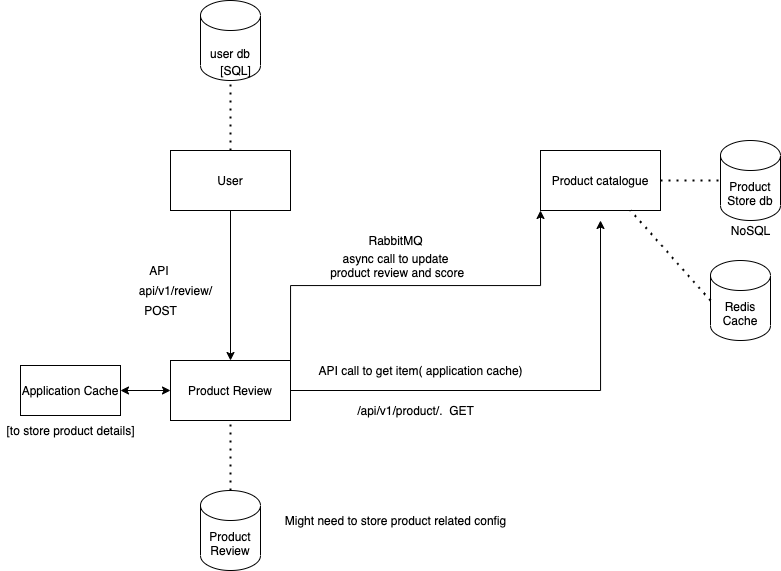 user db
[SQL]
User
Product catalogue
Product
Store db
NoSQL
RabbitMQ
async call to update
product review and score
API
api/v1/review/
POST
Redis
Cache
Application Cache
[to store product details]
Product Review
API call to get item( application cache)
/api/v1/product/.  GET
Product
Review
Might need to store product related config